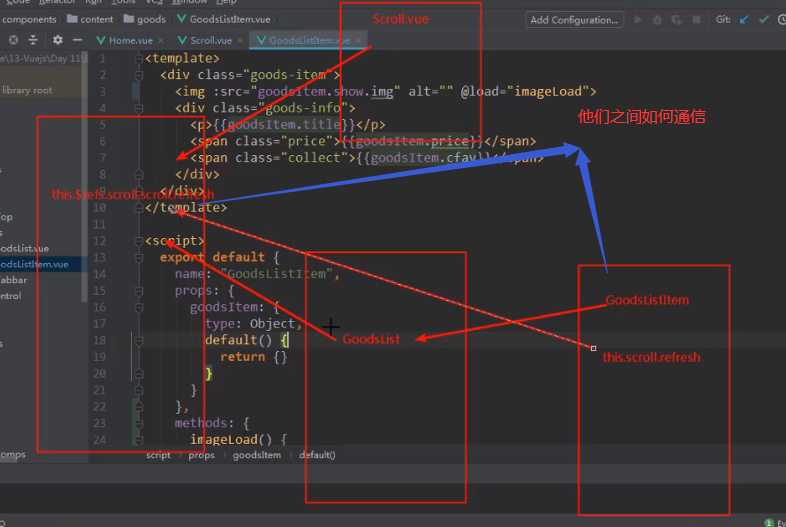 Code Refactor Run Tools VCS Window Help
components content goods GoodsListItem.vue
Add Configuration...
Git:
Home.vue Scroll.vue GoodsListItem.vue
e\13-Vuejs\Day 11\
library root
op
dsList.vue
odsListItem.vue
abbar
ntrol
omps
1 <template>
2 <div class="goods-item">
3 <img :src="goodsItem.show.img" alt="" @load="imageLoad">
4 <div class="goods-info">
5 <p>{{goodsItem.title}}</p>
6 <span class="price">{{goodsItem.price}}</span>
7 <span class="collect">{{goodsItem.cfav}}</span>
8 </div>
9 </div>
10 </template>
11
12 <script>
13 export default {
14 name: "GoodsListItem",
15 props: {
16 goodsItem: {
17 type: Object,
18 default() {
19 return {}
20 }
21 }
22 },
23 methods: {
24 imageLoad() {
script props goodsItem default()
Scroll.vue
他们之间如何通信
this.$refs.scroll.scroll.refresh
GoodsListItem
GoodsList
this.scroll.refresh